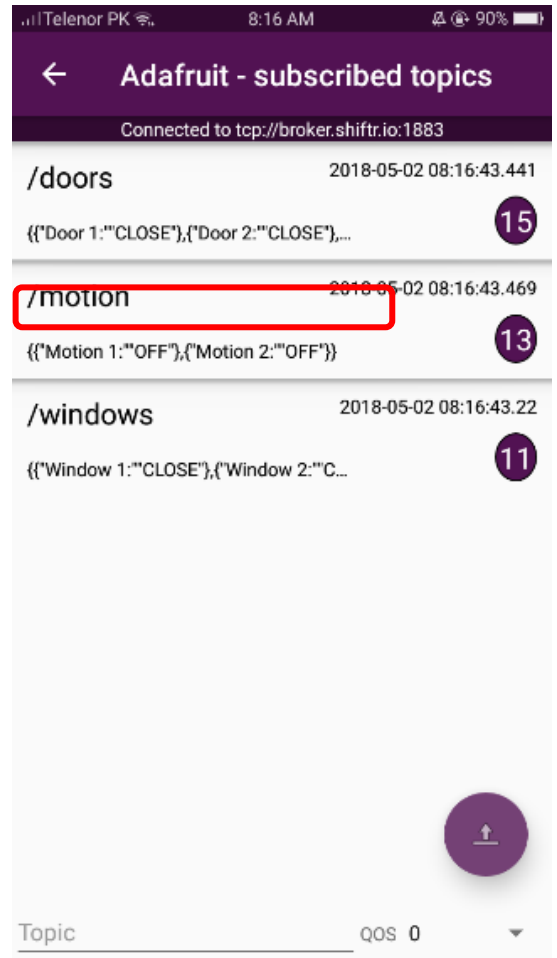 Telenor PK 8:16 AM 90%
Adafruit - subscribed topics
Connected to tcp://broker.shiftr.io:1883
/doors 2018-05-02 08:16:43.441
{{"Door 1:""CLOSE"},{"Door 2:""CLOSE"},... 15
/motion 2018-05-02 08:16:43.469
{{"Motion 1:""OFF"},{"Motion 2:""OFF"}} 13
/windows 2018-05-02 08:16:43.22
{{"Window 1:""CLOSE"},{"Window 2:""C... 11
Topic QOS 0